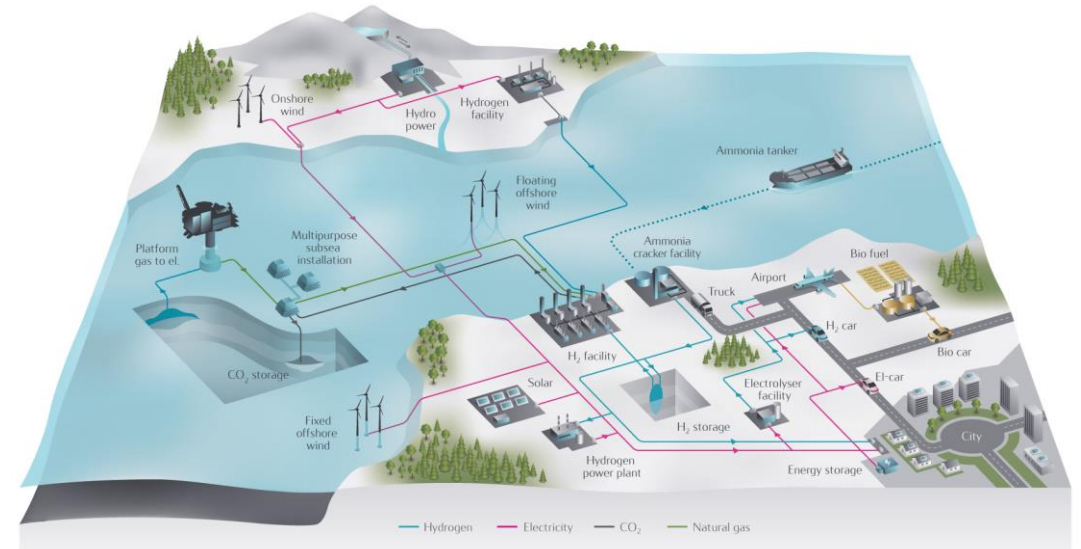 Onshore
wind
Hydro
power
Hydrogen
facility
Ammonia tanker
Floating
offshore
wind
Platform
gas to el.
Multipurpose
subsea
installation
Ammonia
cracker facility
Truck
Airport
Bio fuel
H₂ car
Bio car
El-car
H₂ facility
CO₂ storage
Solar
Fixed
offshore
wind
H₂ storage
Electrolyser
facility
Hydrogen
power plant
Energy storage
City
Hydrogen
Electricity
CO₂
Natural gas